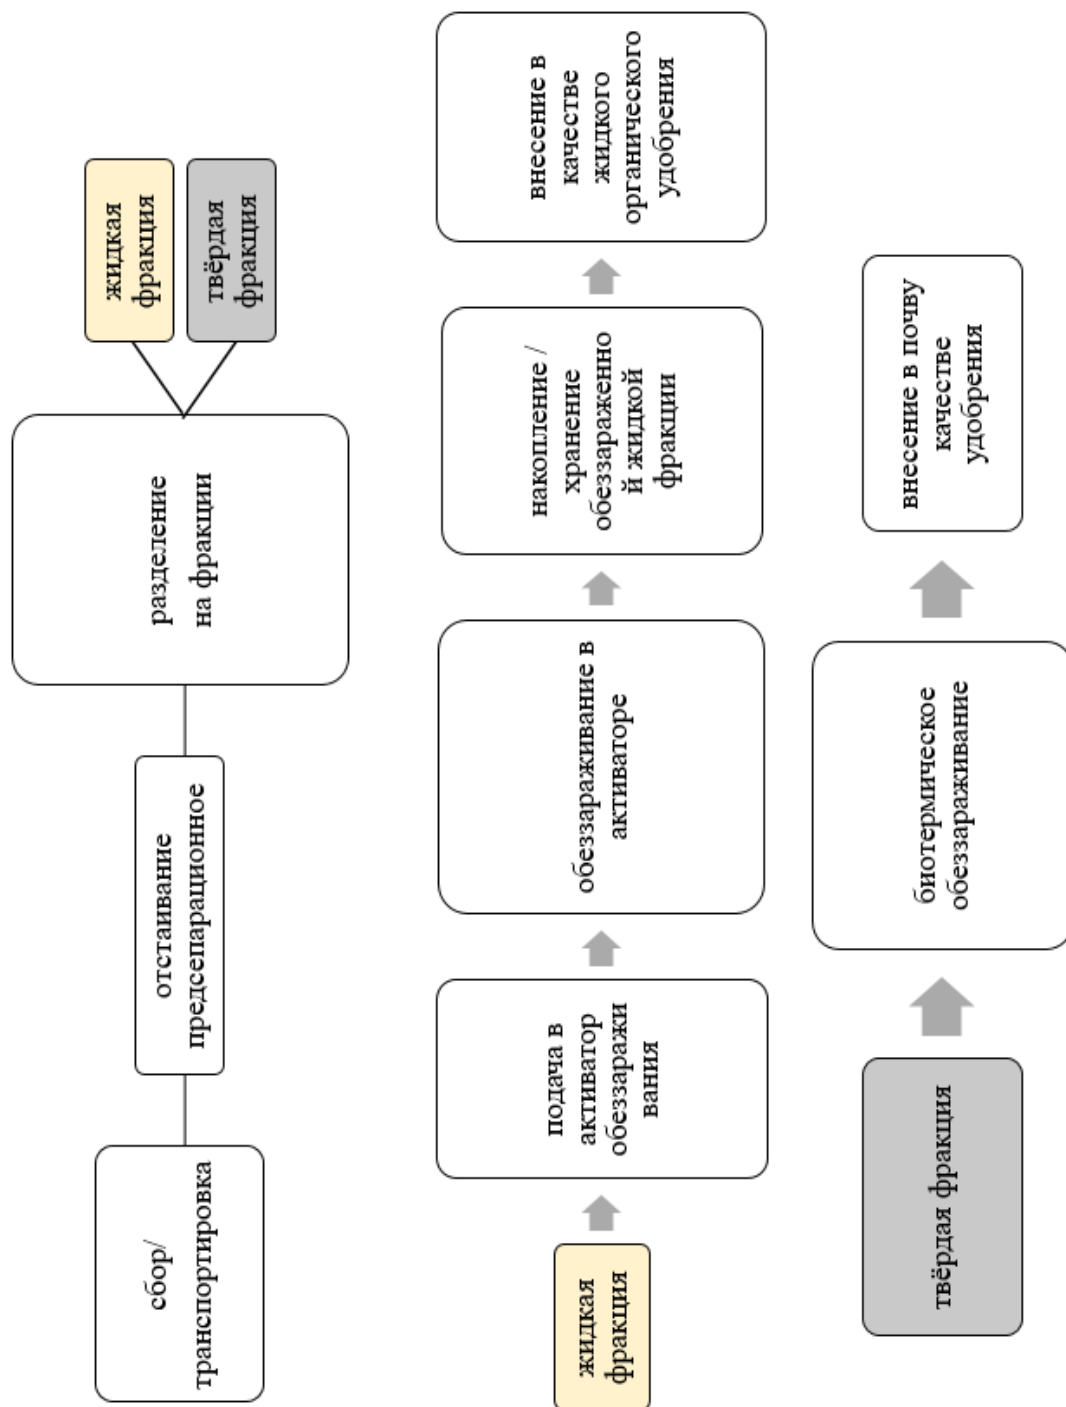 сбор/
транспортировка
отстаивание
предсепарационное
разделение
на фракции
жидкая
фракция
твёрдая
фракция
жидкая
фракция
подача в
активатор
обеззаражи
вания
обеззараживание в
активаторе
накопление /
хранение
обеззараженно
й жидкой
фракции
внесение в
качестве
жидкого
органического
удобрения
твёрдая фракция
биотермическое
обеззараживание
внесение в почву
качестве
удобрения